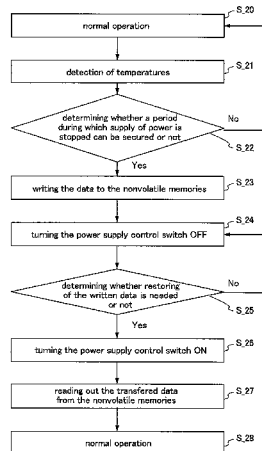 S_20
normal operation
S_21
detection of temperatures
determining whether a period
during which supply of power is
stopped can be secured or not
No
S_22
Yes
S_23
writing the data to the nonvolatile memories
S_24
turning the power supply control switch OFF
determining whether restoring
of the written data is needed
or not
No
S_25
Yes
S_26
turning the power supply control switch ON
S_27
reading out the transfered data
from the nonvolatile memories
S_28
normal operation